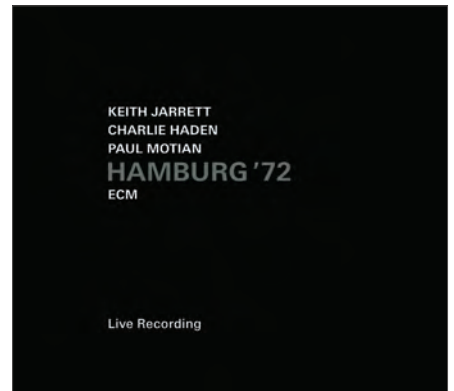 KEITH JARRETT
CHARLIE HADEN
PAUL MOTIAN
HAMBURG '72
ECM
Live Recording